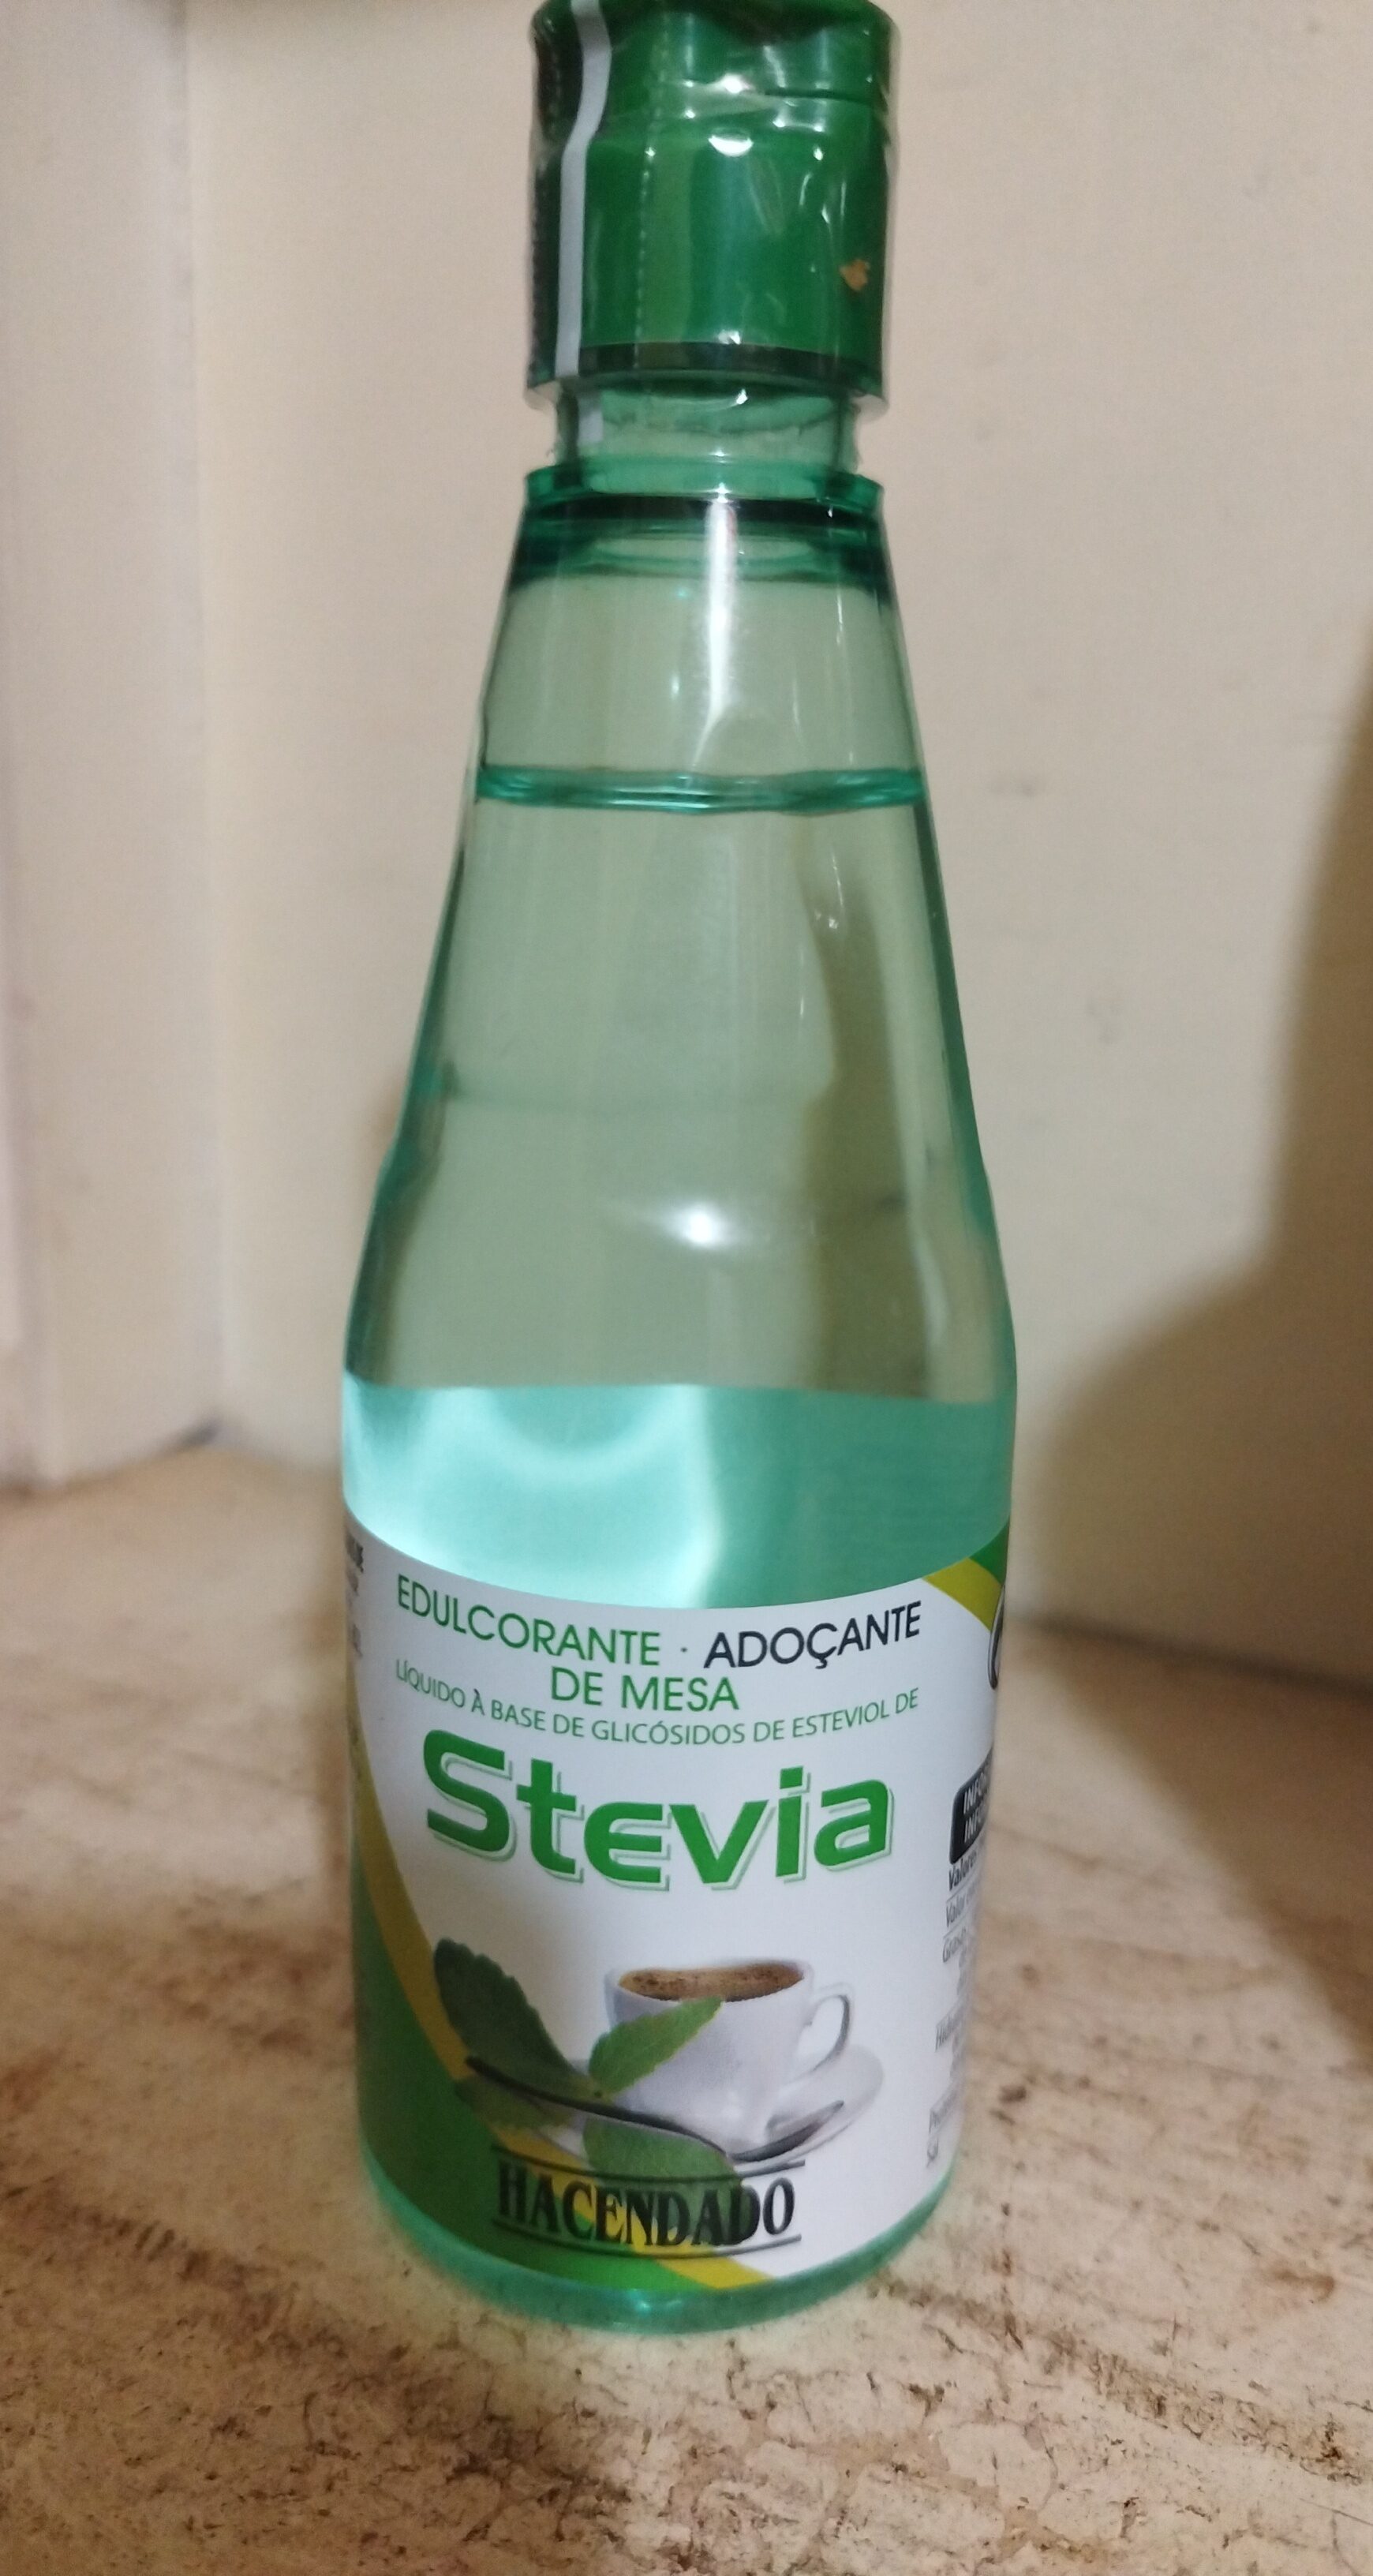 EDULCORANTE · ADOÇANTE
DE MESA
LÍQUIDO À BASE DE GLICÓSIDOS DE ESTEVIOL DE
Stevia
HACENDADO